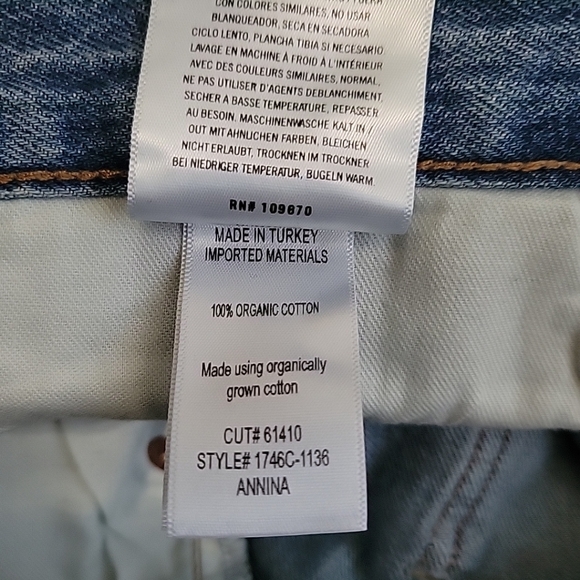 CON COLORES SIMILARES, NO USAR
BLANQUEADOR, SECA EN SECADORA
CICLO LENTO, PLANCHA TIBIA SI NECESARIO.
LAVAGE EN MACHINE À FROID À L'INTÉRIEUR
AVEC DES COULEURS SIMILAIRES, NORMAL,
NE PAS UTILISER D'AGENTS DEBLANCHIMENT,
SECHER A BASSE TEMPERATURE, REPASSER
AU BESOIN. MASCHINENWASCHE KALT IN /
OUT MIT AHNLICHEN FARBEN, BLEICHEN
NICHT ERLAUBT, TROCKNEN IM TROCKNER
BEI NIEDRIGER TEMPERATUR, BUGELN WARM.
RN# 109870
MADE IN TURKEY
IMPORTED MATERIALS
100% ORGANIC COTTON
Made using organically
grown cotton
CUT# 61410
STYLE# 1746C-1136
ANNINA